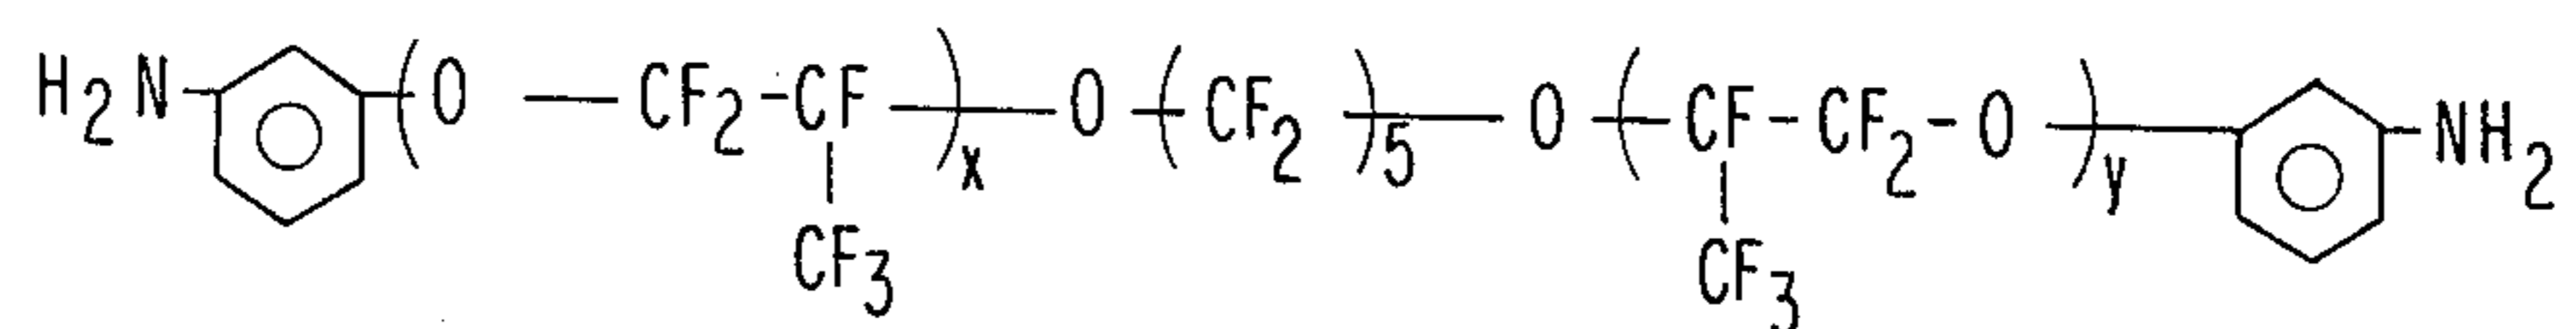 H2N-(O — CF2-CF)x — O -(CF2)5 — O -(CF-CF2-O)y-NH2
CF3 CF3